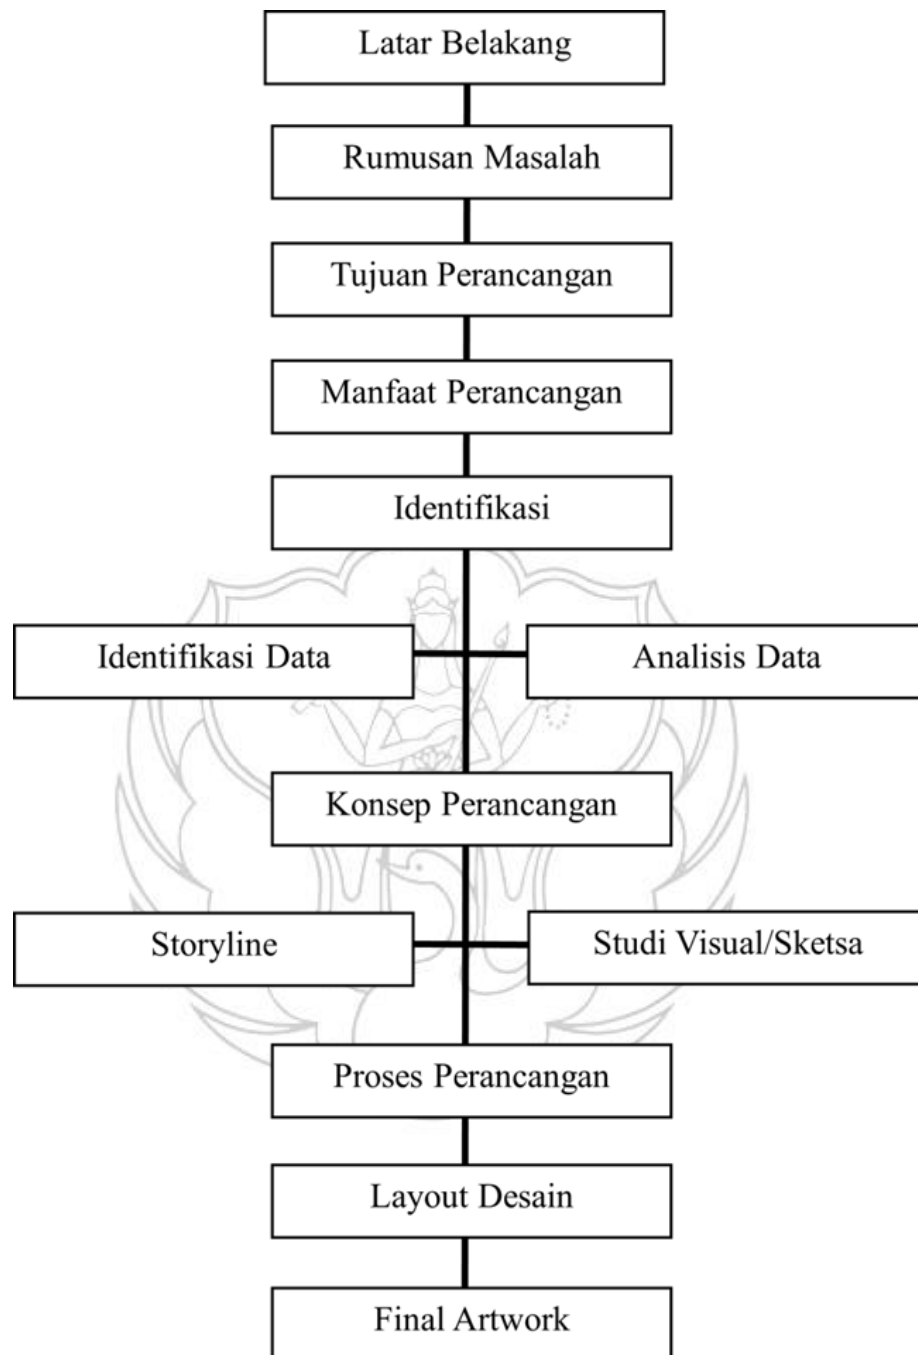 Latar Belakang
Rumusan Masalah
Tujuan Perancangan
Manfaat Perancangan
Identifikasi
Identifikasi Data
Analisis Data
Konsep Perancangan
Storyline
Studi Visual/Sketsa
Proses Perancangan
Layout Desain
Final Artwork